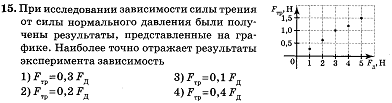 15. При исследовании зависимости силы трения
от силы нормального давления были полу-
чены результаты, представленные на гра-
фике. Наиболее точно отражает результаты
эксперимента зависимость
1) Fтр=0,3 Fд 3) Fтр=0,1 Fд
2) Fтр=0,2 Fд 4) Fтр=0,4 Fд
Fтр, Н
1,5
1,0
0,5
0 1 2 3 4 5 Fд, Н